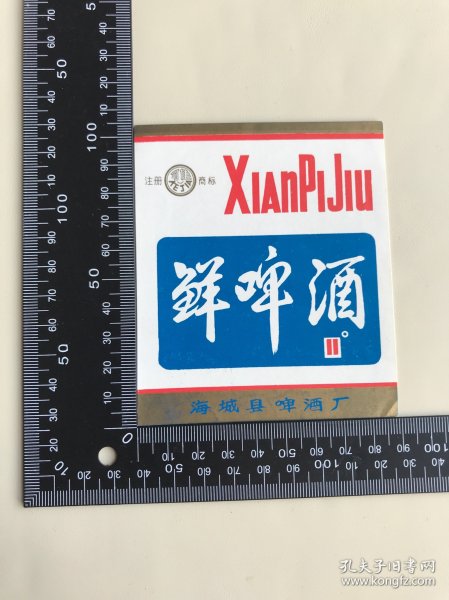 注册 商标
XIANPIJIU
鲜啤酒
11°
海城县啤酒厂
孔夫子旧书网
www.kongfz.com